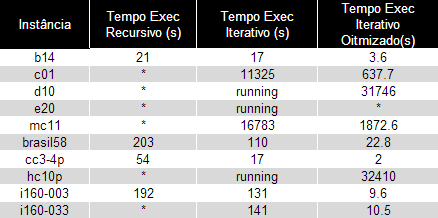 Instância Tempo Exec Recursivo (s) Tempo Exec Iterativo (s) Tempo Exec Iterativo Oitmizado(s)
b14 21 17 3.6
c01 * 11325 637.7
d10 * running 31746
e20 * running *
mc11 * 16783 1872.6
brasil58 203 110 22.8
cc3-4p 54 17 2
hc10p * running 32410
i160-003 192 131 9.6
i160-033 * 141 10.5